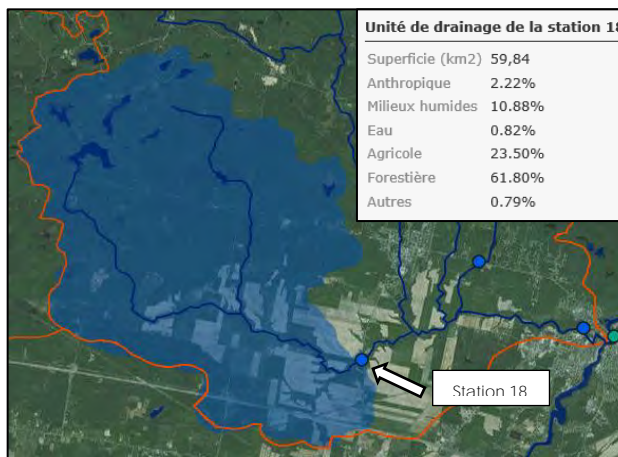 Unité de drainage de la station 18
Superficie (km2) 59,84
Anthropique 2.22%
Milieux humides 10.88%
Eau 0.82%
Agricole 23.50%
Forestière 61.80%
Autres 0.79%
Station 18